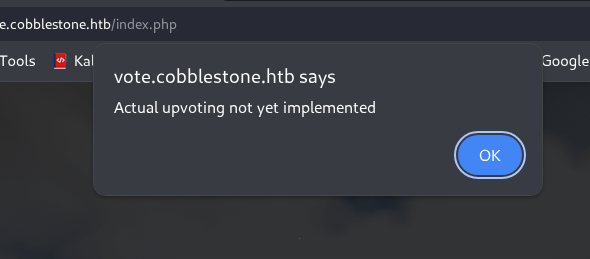 e.cobblestone.htb/index.php
Tools
Kal
Google
vote.cobblestone.htb says
Actual upvoting not yet implemented
OK